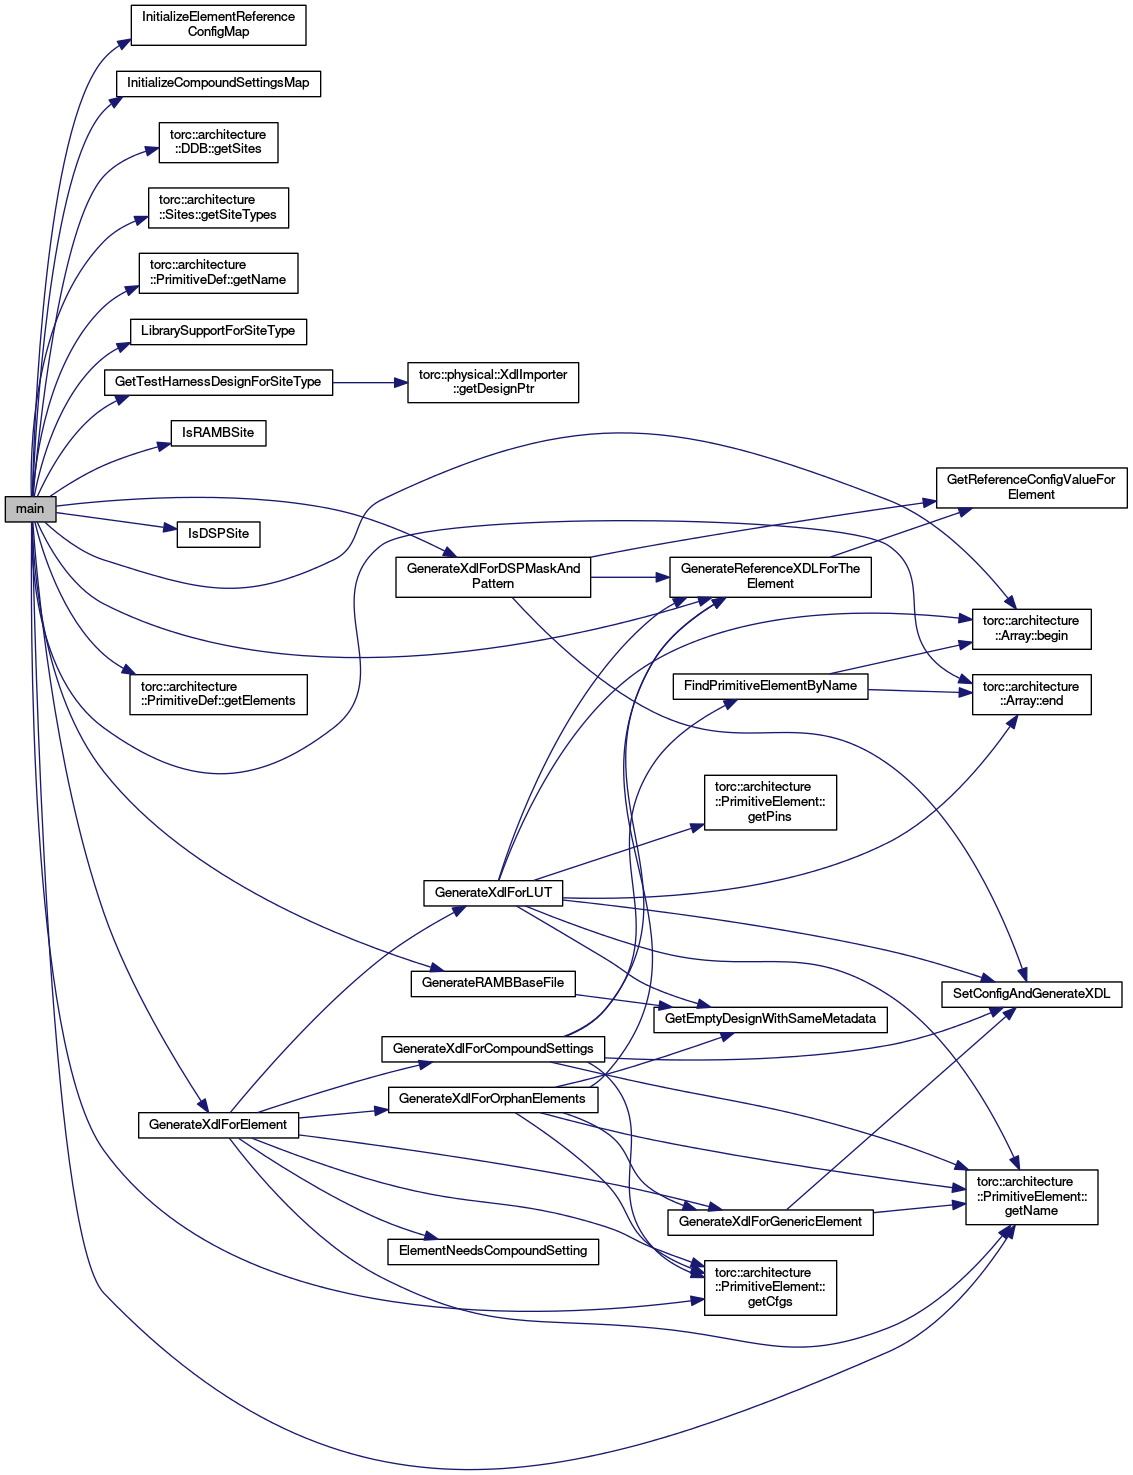 InitializeElementReference
ConfigMap
InitializeCompoundSettingsMap
torc::architecture
::DDB::getSites
torc::architecture
::Sites::getSiteTypes
torc::architecture
::PrimitiveDef::getName
LibrarySupportForSiteType
GetTestHarnessDesignForSiteType
torc::physical::XdlImporter
::getDesignPtr
IsRAMBSite
main
IsDSPSite
GenerateXdlForDSPMaskAnd
Pattern
GetReferenceConfigValueFor
Element
GenerateReferenceXDLForThe
Element
torc::architecture
::Array::begin
torc::architecture
::PrimitiveDef::getElements
FindPrimitiveElementByName
torc::architecture
::Array::end
torc::architecture
::PrimitiveElement::
getPins
GenerateXdlForLUT
GenerateRAMBBaseFile
SetConfigAndGenerateXDL
GetEmptyDesignWithSameMetadata
GenerateXdlForCompoundSettings
GenerateXdlForOrphanElements
GenerateXdlForElement
torc::architecture
::PrimitiveElement::
getName
GenerateXdlForGenericElement
ElementNeedsCompoundSetting
torc::architecture
::PrimitiveElement::
getCfgs